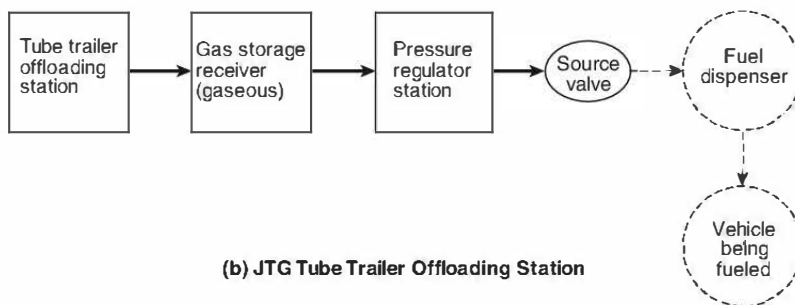 Tube trailer
offloading
station
Gas storage
receiver
(gaseous)
Pressure
regulator
station
Source
valve
Fuel
dispenser
Vehicle
being
fueled
(b) JTG Tube Trailer Offloading Station